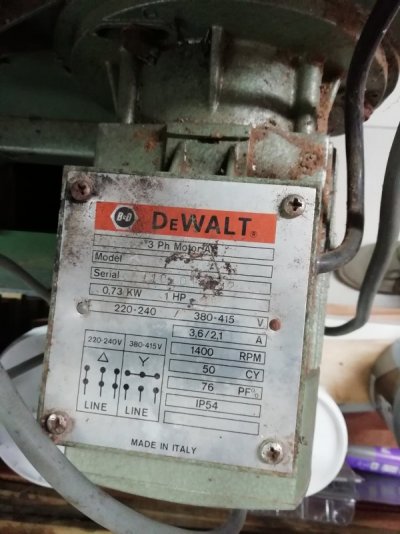 B&D DEWALT®
3 Ph Motor
Model
Serial
0,73 KW 1 HP
220-240 / 380-415 V
3,6/2,1 A
1400 RPM
50 CY
76 PF%
IP54
220-240V 380-415V
LINE LINE
MADE IN ITALY